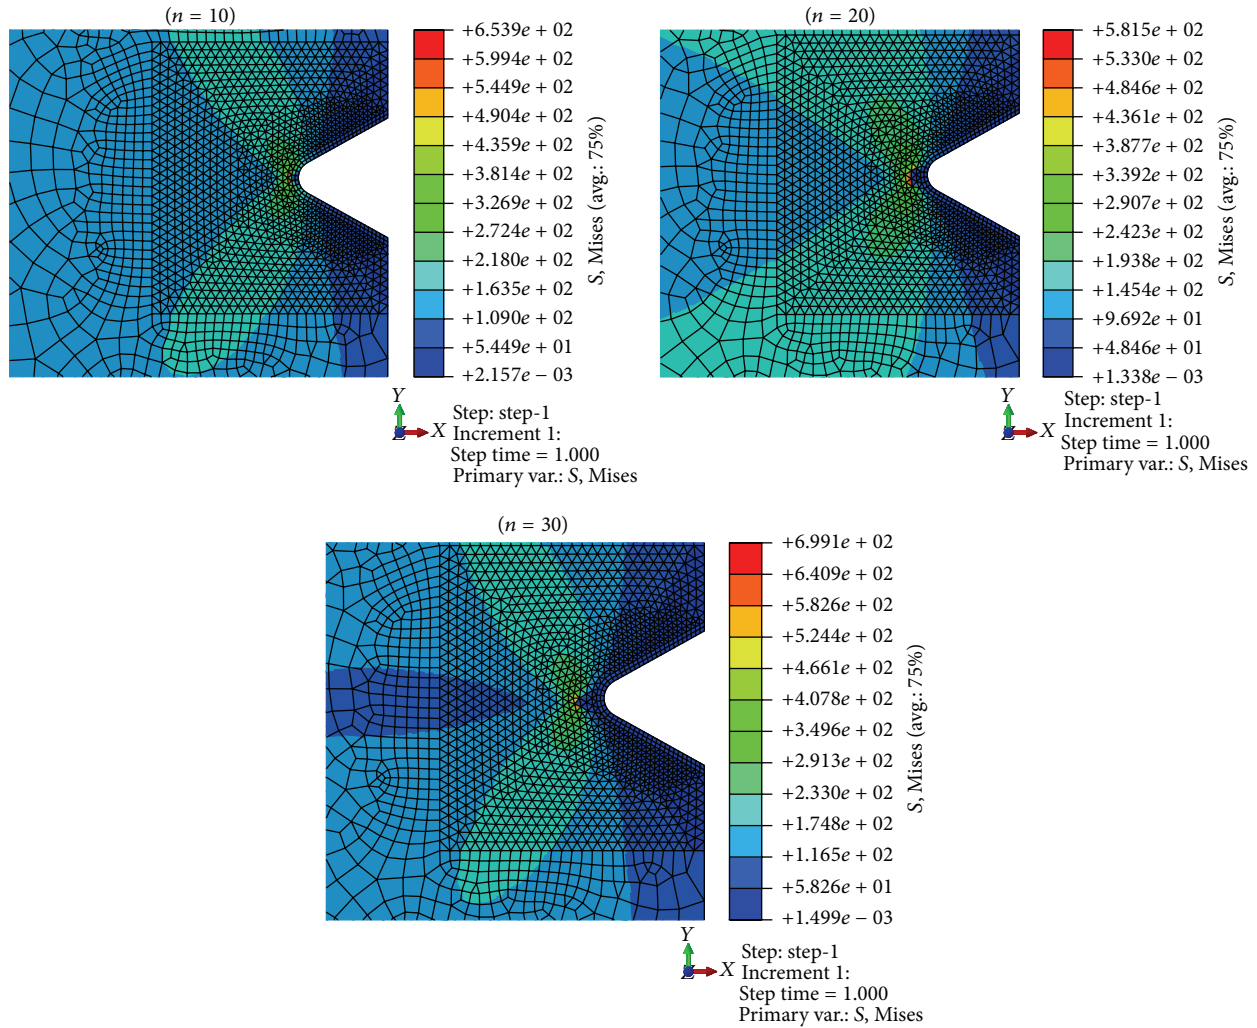 (n = 10)
+6.539e + 02
+5.994e + 02
+5.449e + 02
+4.904e + 02
+4.359e + 02
+3.814e + 02
+3.269e + 02
+2.724e + 02
+2.180e + 02
+1.635e + 02
+1.090e + 02
+5.449e + 01
+2.157e − 03
S, Mises (avg.: 75%)
Y
Z
X
Step: step-1
Increment 1:
Step time = 1.000
Primary var.: S, Mises
(n = 20)
+5.815e + 02
+5.330e + 02
+4.846e + 02
+4.361e + 02
+3.877e + 02
+3.392e + 02
+2.907e + 02
+2.423e + 02
+1.938e + 02
+1.454e + 02
+9.692e + 01
+4.846e + 01
+1.338e − 03
S, Mises (avg.: 75%)
Y
Z
X
Step: step-1
Increment 1:
Step time = 1.000
Primary var.: S, Mises
(n = 30)
+6.991e + 02
+6.409e + 02
+5.826e + 02
+5.244e + 02
+4.661e + 02
+4.078e + 02
+3.496e + 02
+2.913e + 02
+2.330e + 02
+1.748e + 02
+1.165e + 02
+5.826e + 01
+1.499e − 03
S, Mises (avg.: 75%)
Y
Z
X
Step: step-1
Increment 1:
Step time = 1.000
Primary var.: S, Mises